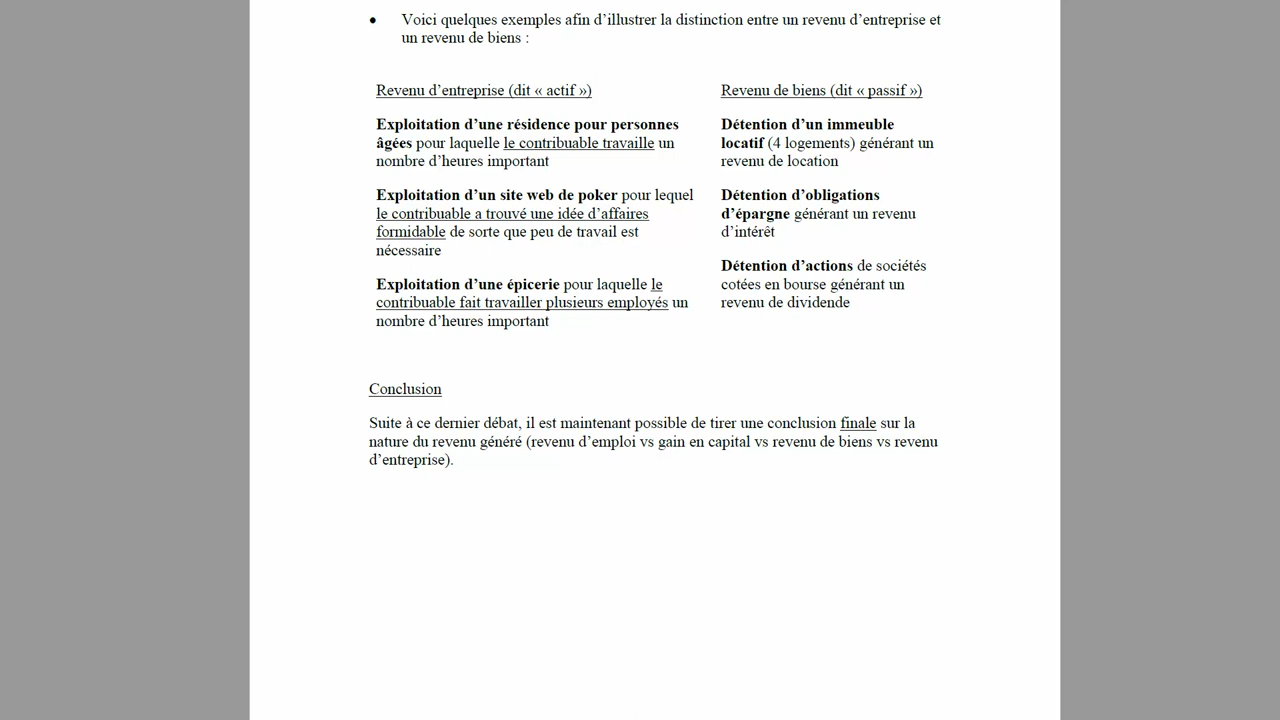 • Voici quelques exemples afin d’illustrer la distinction entre un revenu d’entreprise et
un revenu de biens :
Revenu d’entreprise (dit « actif »)
Exploitation d’une résidence pour personnes
âgées pour laquelle le contribuable travaille un
nombre d’heures important
Exploitation d’un site web de poker pour lequel
le contribuable a trouvé une idée d’affaires
formidable de sorte que peu de travail est
nécessaire
Exploitation d’une épicerie pour laquelle le
contribuable fait travailler plusieurs employés un
nombre d’heures important
Revenu de biens (dit « passif »)
Détention d’un immeuble
locatif (4 logements) générant un
revenu de location
Détention d’obligations
d’épargne générant un revenu
d’intérêt
Détention d’actions de sociétés
cotées en bourse générant un
revenu de dividende
Conclusion
Suite à ce dernier débat, il est maintenant possible de tirer une conclusion finale sur la
nature du revenu généré (revenu d’emploi vs gain en capital vs revenu de biens vs revenu
d’entreprise).